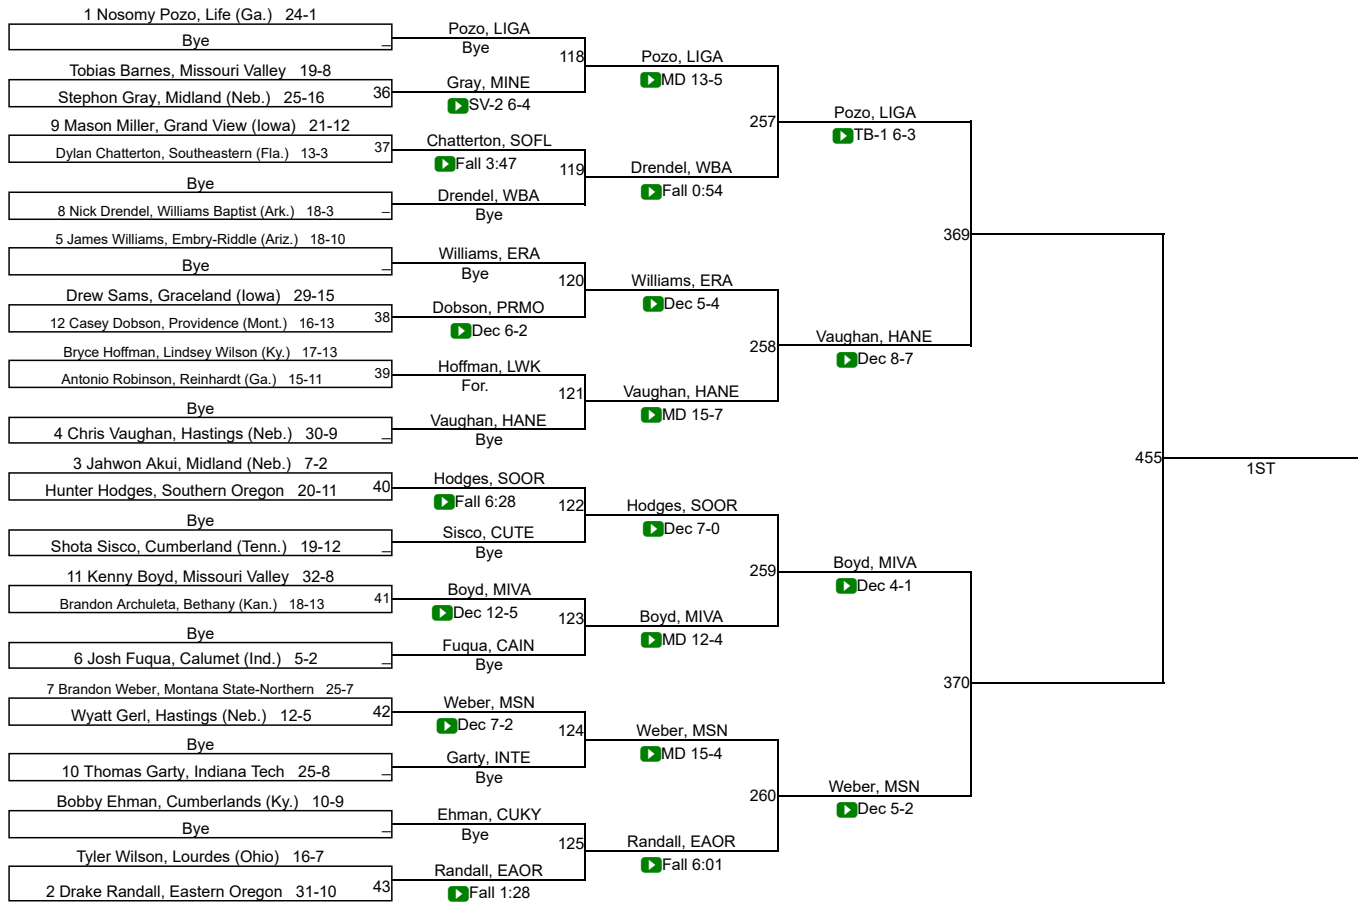 1 Nosomy Pozo, Life (Ga.) 24-1
Bye
_
Tobias Barnes, Missouri Valley 19-8
Stephon Gray, Midland (Neb.) 25-16
36
9 Mason Miller, Grand View (Iowa) 21-12
Dylan Chatterton, Southeastern (Fla.) 13-3
37
Bye
8 Nick Drendel, Williams Baptist (Ark.) 18-3
_
5 James Williams, Embry-Riddle (Ariz.) 18-10
Bye
_
Drew Sams, Graceland (Iowa) 29-15
12 Casey Dobson, Providence (Mont.) 16-13
38
Bryce Hoffman, Lindsey Wilson (Ky.) 17-13
Antonio Robinson, Reinhardt (Ga.) 15-11
39
Bye
4 Chris Vaughan, Hastings (Neb.) 30-9
_
3 Jahwon Akui, Midland (Neb.) 7-2
Hunter Hodges, Southern Oregon 20-11
40
Bye
Shota Sisco, Cumberland (Tenn.) 19-12
_
11 Kenny Boyd, Missouri Valley 32-8
Brandon Archuleta, Bethany (Kan.) 18-13
41
Bye
6 Josh Fuqua, Calumet (Ind.) 5-2
_
7 Brandon Weber, Montana State-Northern 25-7
Wyatt Gerl, Hastings (Neb.) 12-5
42
Bye
10 Thomas Garty, Indiana Tech 25-8
_
Bobby Ehman, Cumberlands (Ky.) 10-9
Bye
_
Tyler Wilson, Lourdes (Ohio) 16-7
2 Drake Randall, Eastern Oregon 31-10
43
Pozo, LIGA
Bye
118
Gray, MINE
SV-2 6-4
Chatterton, SOFL
Fall 3:47
119
Drendel, WBA
Bye
Williams, ERA
Bye
120
Dobson, PRMO
Dec 6-2
Hoffman, LWK
For.
121
Vaughan, HANE
Bye
Hodges, SOOR
Fall 6:28
122
Sisco, CUTE
Bye
Boyd, MIVA
Dec 12-5
123
Fuqua, CAIN
Bye
Weber, MSN
Dec 7-2
124
Garty, INTE
Bye
Ehman, CUKY
Bye
125
Randall, EAOR
Fall 1:28
Pozo, LIGA
MD 13-5
257
Drendel, WBA
Fall 0:54
Williams, ERA
Dec 5-4
258
Vaughan, HANE
MD 15-7
Hodges, SOOR
Dec 7-0
259
Boyd, MIVA
MD 12-4
Weber, MSN
MD 15-4
260
Randall, EAOR
Fall 6:01
Pozo, LIGA
TB-1 6-3
369
Vaughan, HANE
Dec 8-7
Boyd, MIVA
Dec 4-1
370
Weber, MSN
Dec 5-2
455
1ST